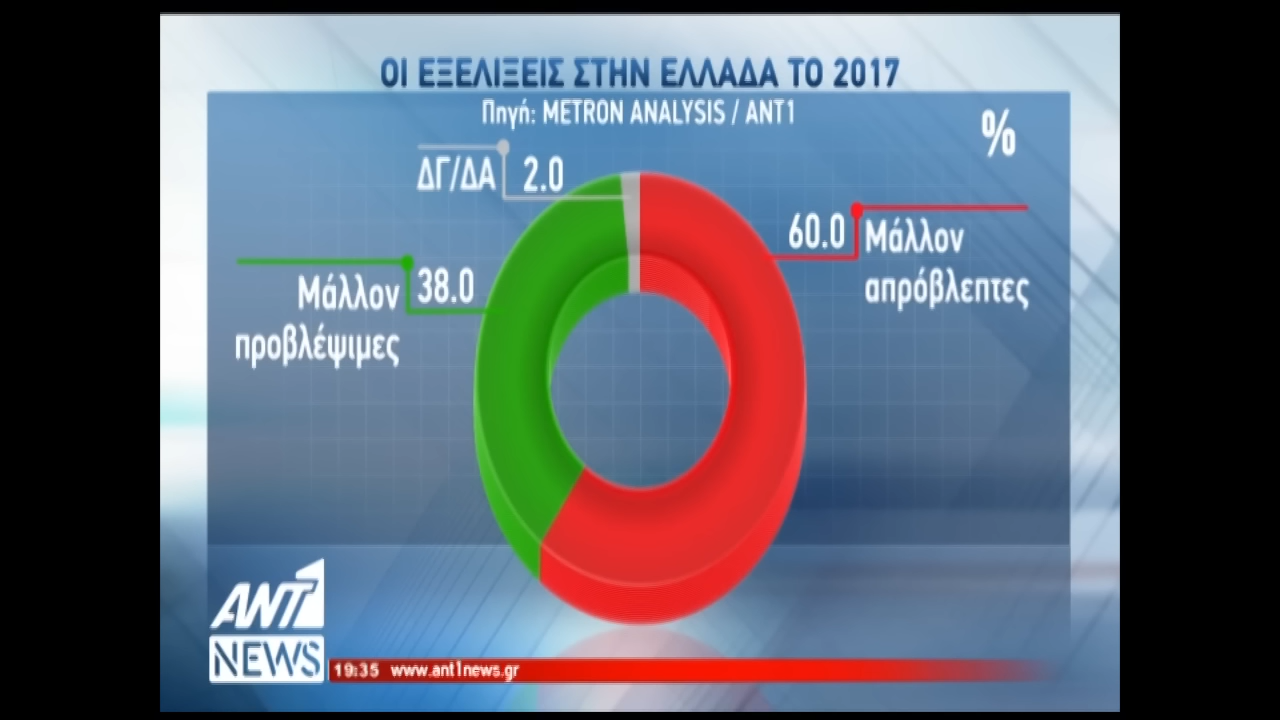 ΟΙ ΕΞΕΛΙΞΕΙΣ ΣΤΗΝ ΕΛΛΑΔΑ ΤΟ 2017
Πηγή: METRON ANALYSIS / ANT1
%
ΔΓ/ΔΑ 2.0
60.0 Μάλλον
απρόβλεπτες
Μάλλον 38.0
προβλέψιμες
ANT1
NEWS
19:35 www.ant1news.gr